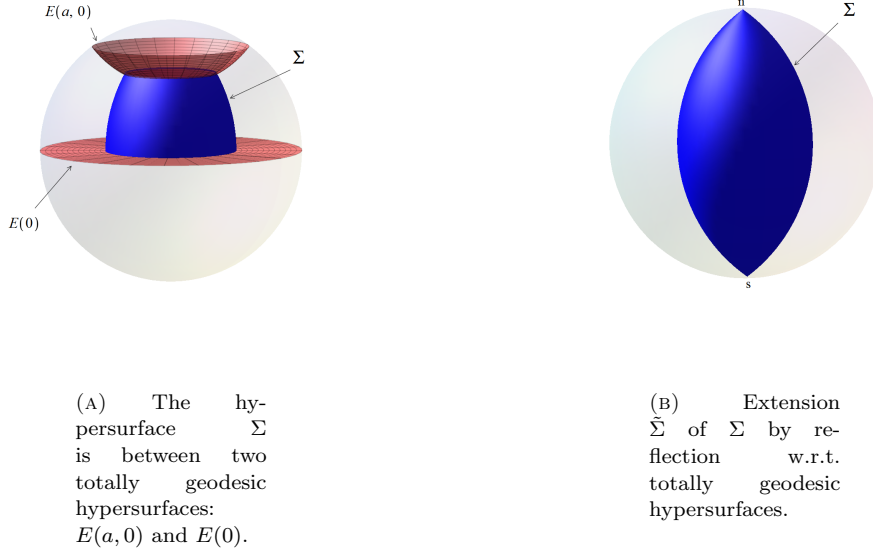 E(a, 0)
Σ
E(0)
n
Σ
s
(A) The hy-
persurface Σ
is between two
totally geodesic
hypersurfaces:
E(a, 0) and E(0).
(B) Extension
Σ̃ of Σ by re-
flection w.r.t.
totally geodesic
hypersurfaces.